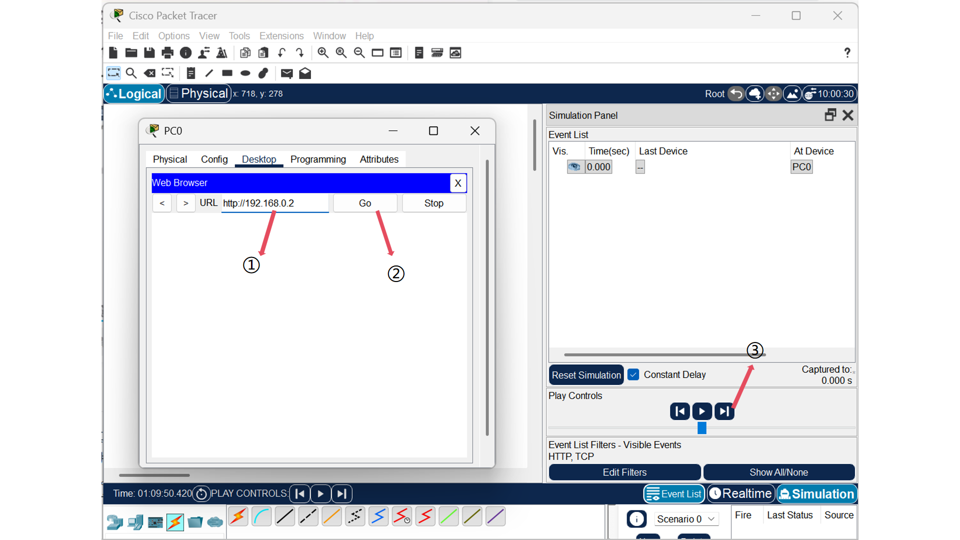 Cisco Packet Tracer
File Edit Options View Tools Extensions Window Help
?
Logical Physical x: 718, y: 278 Root 10:00:30
PC0
Physical Config Desktop Programming Attributes
Web Browser X
< > URL http://192.168.0.2 Go Stop
①
②
Simulation Panel
Event List
Vis. Time(sec) Last Device At Device
0.000 -- PC0
③
Reset Simulation Constant Delay Captured to:
0.000 s
Play Controls
Event List Filters - Visible Events
HTTP, TCP
Edit Filters Show All/None
Time: 01:09:50.420 PLAY CONTROLS: Event List Realtime Simulation
Scenario 0 Fire Last Status Source